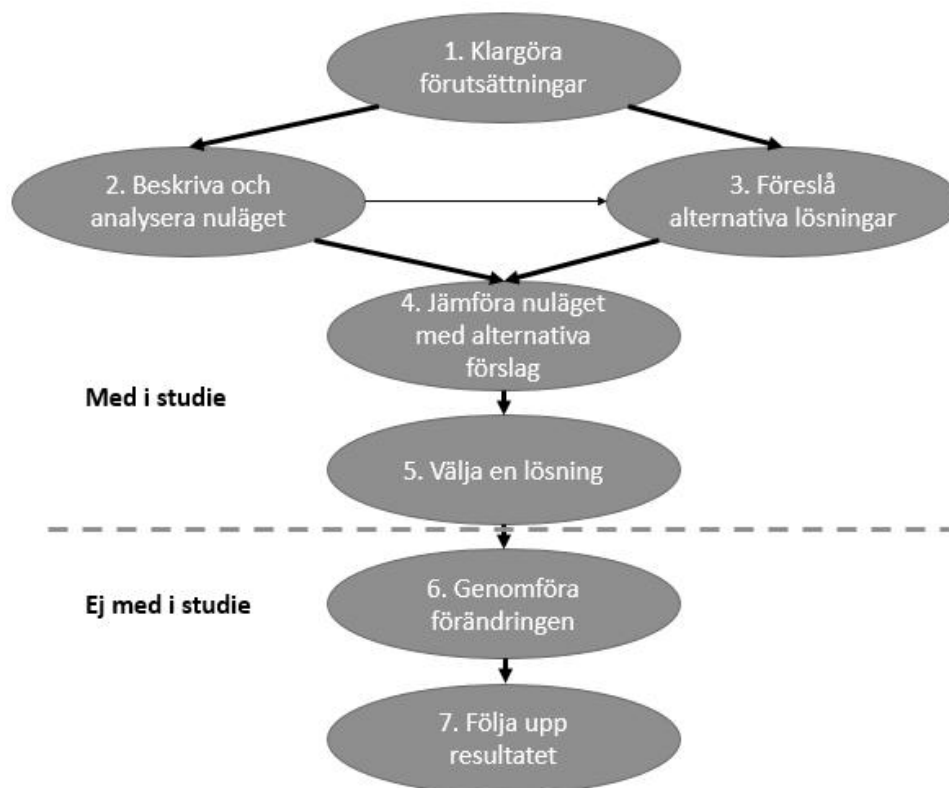 1. Klargöra
förutsättningar
2. Beskriva och
analysera nuläget
3. Föreslå
alternativa lösningar
4. Jämföra nuläget
med alternativa
förslag
Med i studie
5. Välja en lösning
Ej med i studie
6. Genomföra
förändringen
7. Följa upp
resultatet